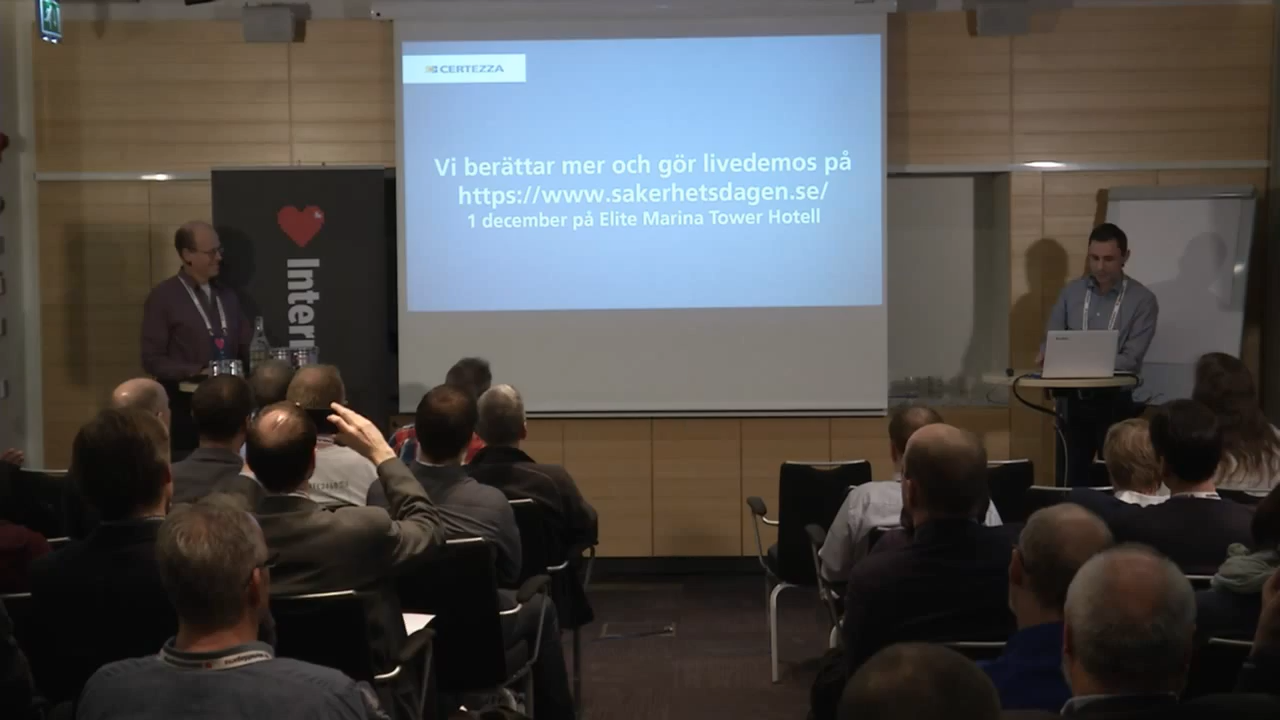 CERTEZZA
Vi berättar mer och gör livedemos på
https://www.sakerhetsdagen.se/
1 december på Elite Marina Tower Hotell
Intern